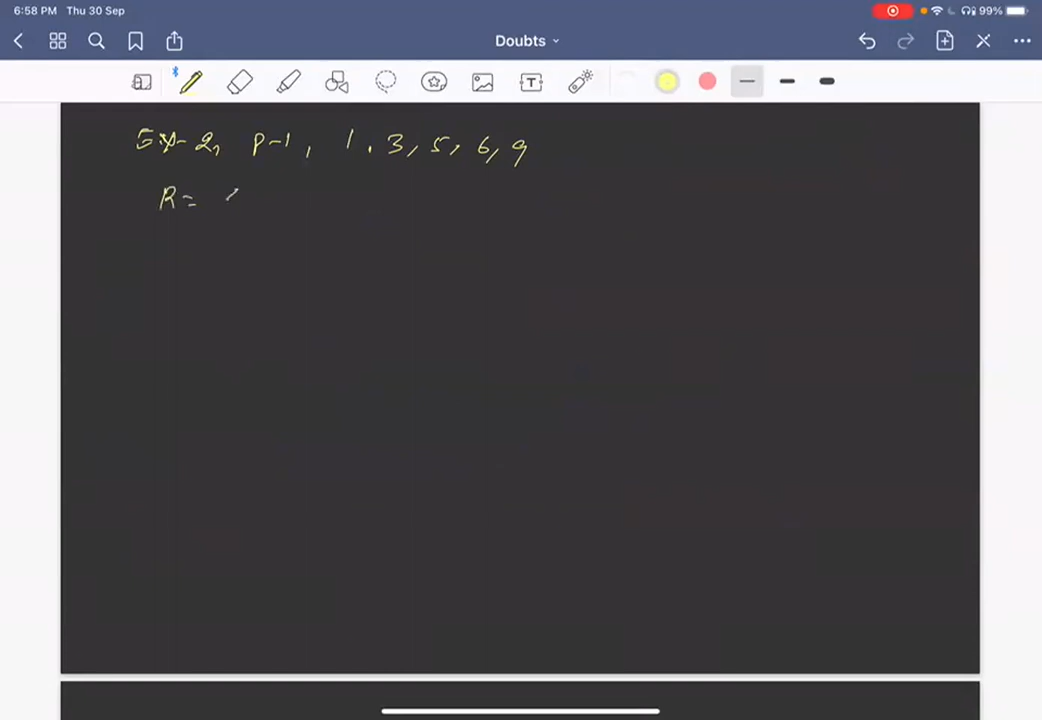 6:58 PM Thu 30 Sep
99%
Doubts
T
Ex-2, P-1, 1, 3, 5, 6, 9
R=